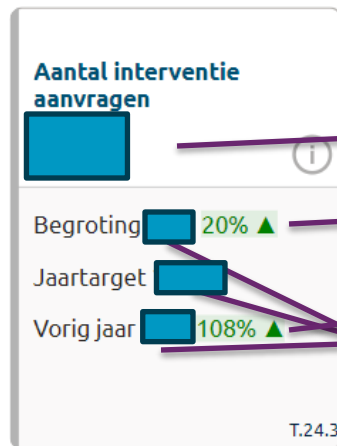 Aantal interventie
aanvragen
i
Begroting 20% ▲
Jaartarget
Vorig jaar 108% ▲
T.24.3